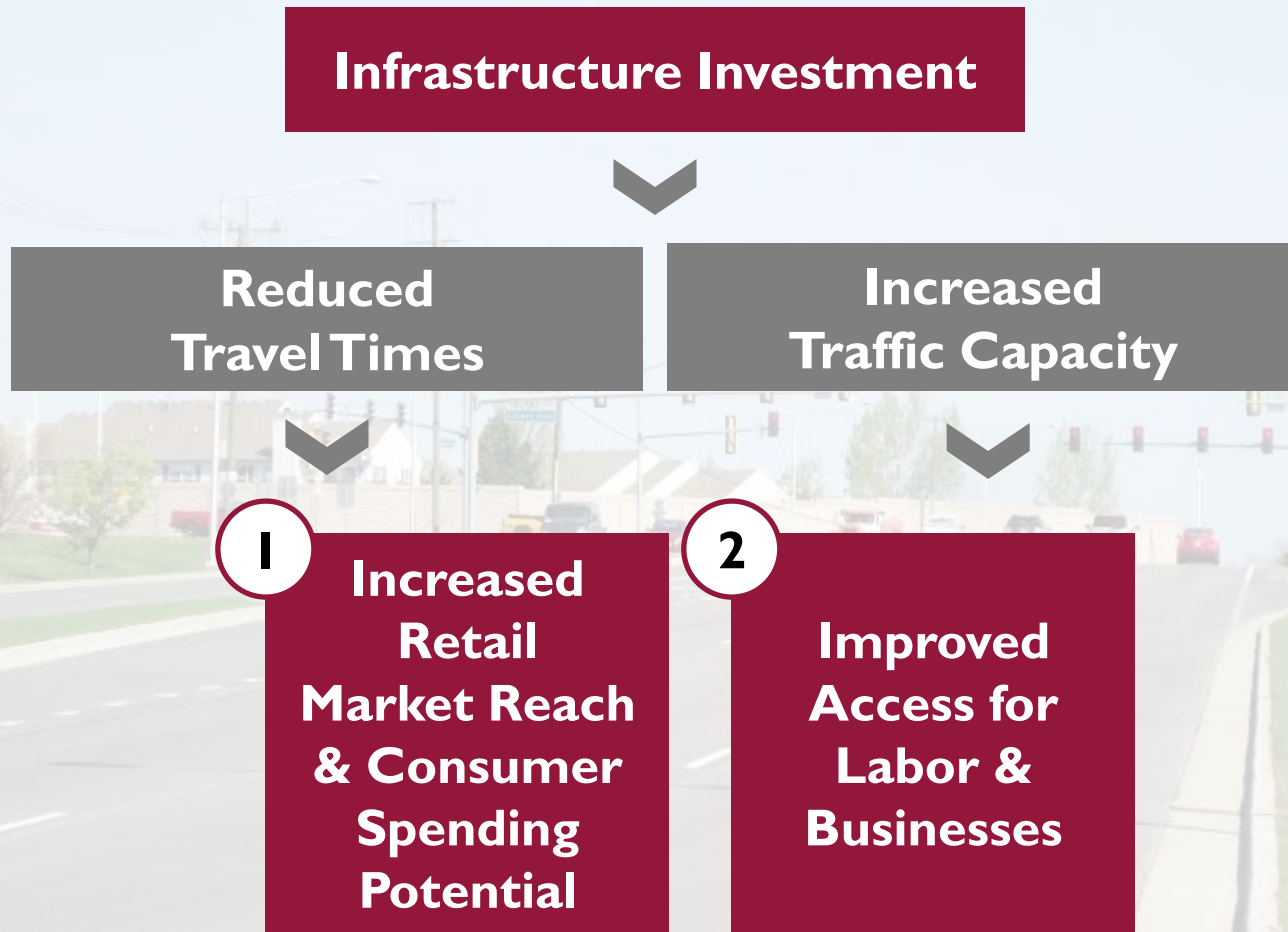 Infrastructure Investment
Reduced
Travel Times
Increased
Traffic Capacity
1
Increased
Retail
Market Reach
& Consumer
Spending
Potential
2
Improved
Access for
Labor &
Businesses